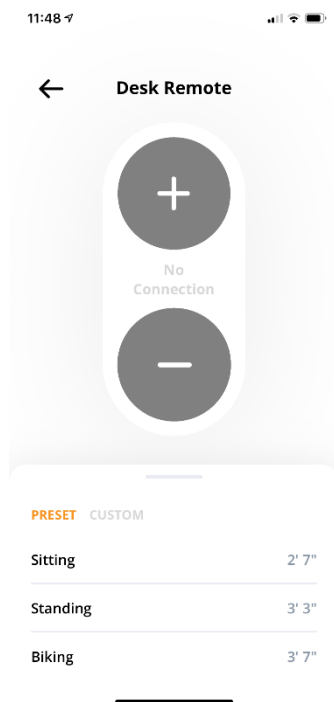 11:48
Desk Remote
No
Connection
PRESET CUSTOM
Sitting 2' 7"
Standing 3' 3"
Biking 3' 7"